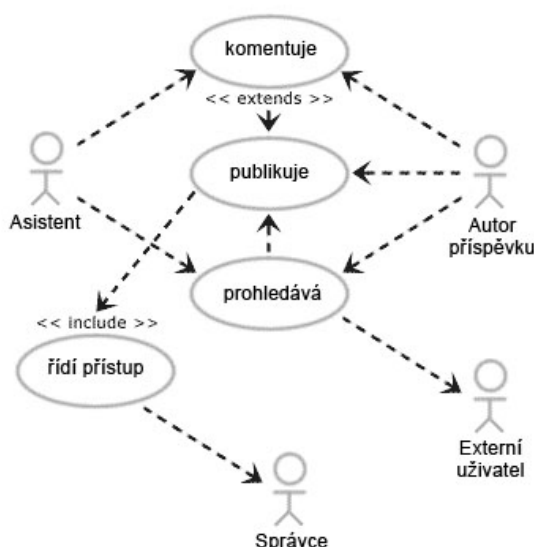 komentuje
<< extends >>
publikuje
Asistent
Autor
příspěvku
prohledává
<< include >>
řídí přístup
Externí
uživatel
Správce